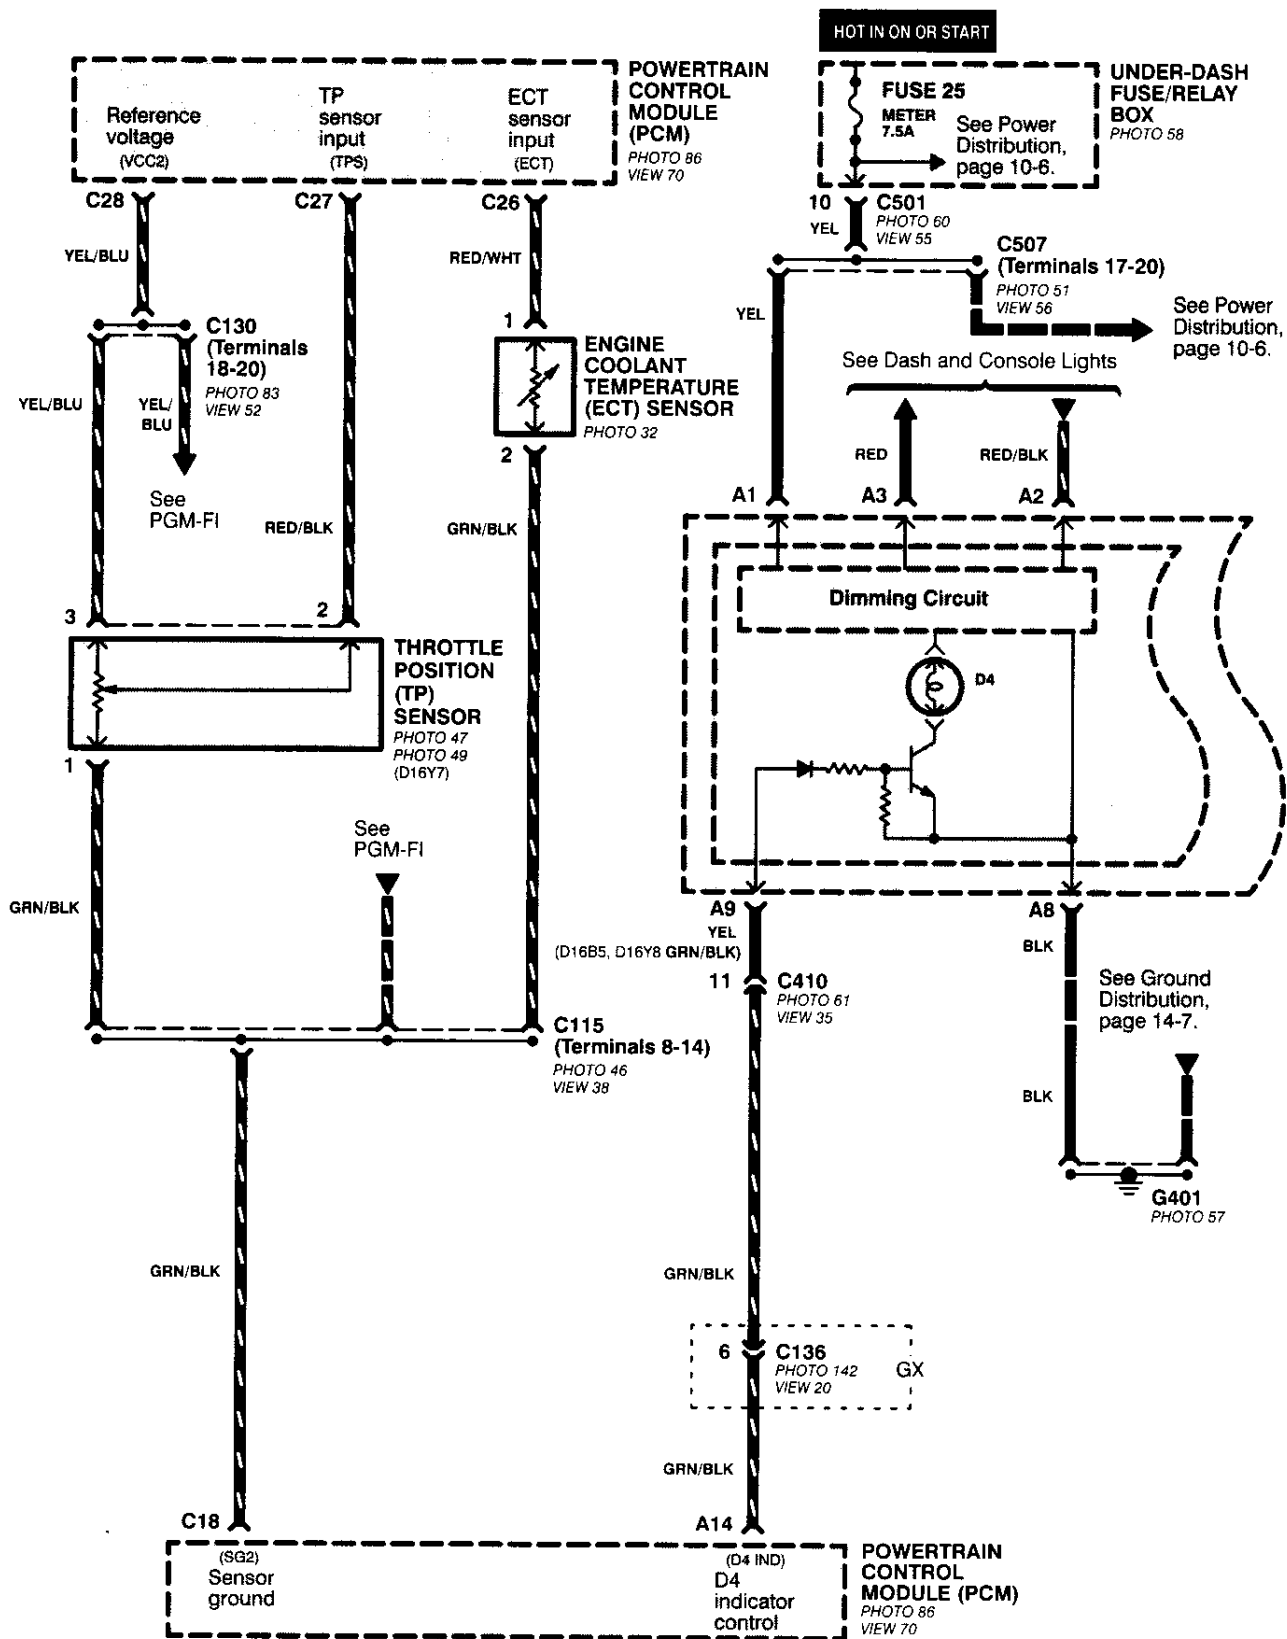 HOT IN ON OR START
Reference
voltage
(VCC2)
TP
sensor
input
(TPS)
ECT
sensor
input
(ECT)
POWERTRAIN
CONTROL
MODULE
(PCM)
PHOTO 86
VIEW 70
FUSE 25
METER
7.5A
See Power
Distribution,
page 10-6.
UNDER-DASH
FUSE/RELAY
BOX
PHOTO 58
C28
C27
C26
10
C501
PHOTO 60
VIEW 55
YEL
YEL/BLU
RED/WHT
C507
(Terminals 17-20)
PHOTO 51
VIEW 56
YEL
See Power
Distribution,
page 10-6.
1
C130
(Terminals
18-20)
PHOTO 83
VIEW 52
ENGINE
COOLANT
TEMPERATURE
(ECT) SENSOR
PHOTO 32
See Dash and Console Lights
YEL/BLU
YEL/
BLU
2
RED
RED/BLK
See
PGM-FI
RED/BLK
GRN/BLK
A1
A3
A2
Dimming Circuit
3
2
THROTTLE
POSITION
(TP)
SENSOR
PHOTO 47
PHOTO 49
(D16Y7)
D4
1
See
PGM-FI
GRN/BLK
A9
YEL
(D16B5, D16Y8 GRN/BLK)
A8
BLK
11
C410
PHOTO 61
VIEW 35
See Ground
Distribution,
page 14-7.
C115
(Terminals 8-14)
PHOTO 46
VIEW 38
BLK
G401
PHOTO 57
GRN/BLK
GRN/BLK
6
C136
PHOTO 142
VIEW 20
GX
GRN/BLK
C18
A14
(SG2)
Sensor
ground
(D4 IND)
D4
indicator
control
POWERTRAIN
CONTROL
MODULE (PCM)
PHOTO 86
VIEW 70